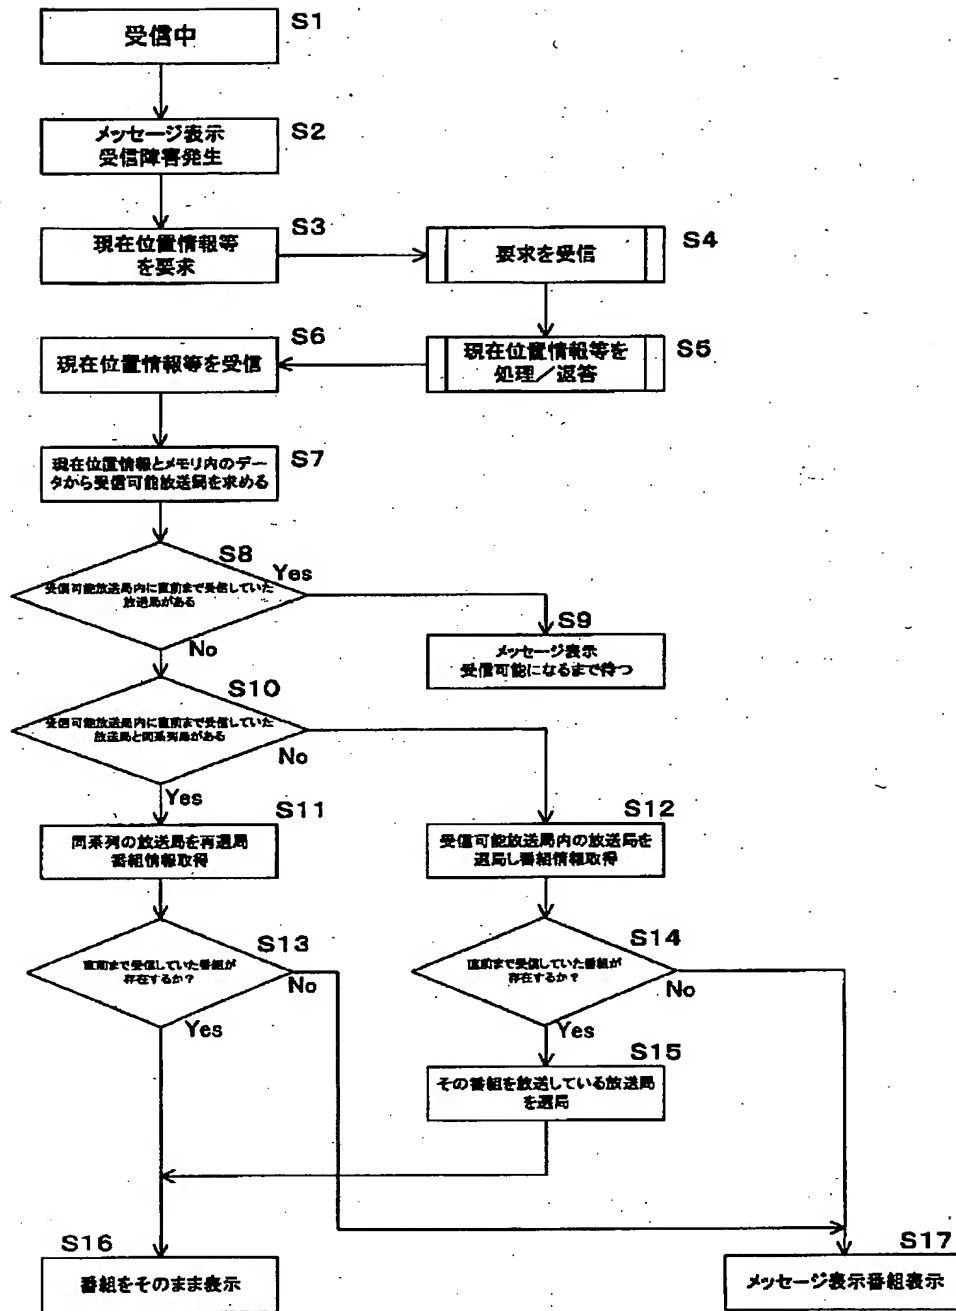 S1
受信中
S2
メッセージ表示
受信障害発生
S3
現在位置情報等
を要求
S4
要求を受信
S5
現在位置情報等を
処理／返答
S6
現在位置情報等を受信
S7
現在位置情報とメモリ内のデー
タから受信可能放送局を求める
S8
受信可能放送局内に直前まで受信していた
放送局がある
Yes
No
S9
メッセージ表示
受信可能になるまで待つ
S10
受信可能放送局内に直前まで受信していた
放送局と同系列局がある
No
Yes
S11
同系列の放送局を再選局
番組情報取得
S12
受信可能放送局内の放送局を
選局し番組情報取得
S13
直前まで受信していた番組が
存在するか？
No
Yes
S14
直前まで受信していた番組が
存在するか？
No
Yes
S15
その番組を放送している放送局
を選局
S16
番組をそのまま表示
S17
メッセージ表示番組表示